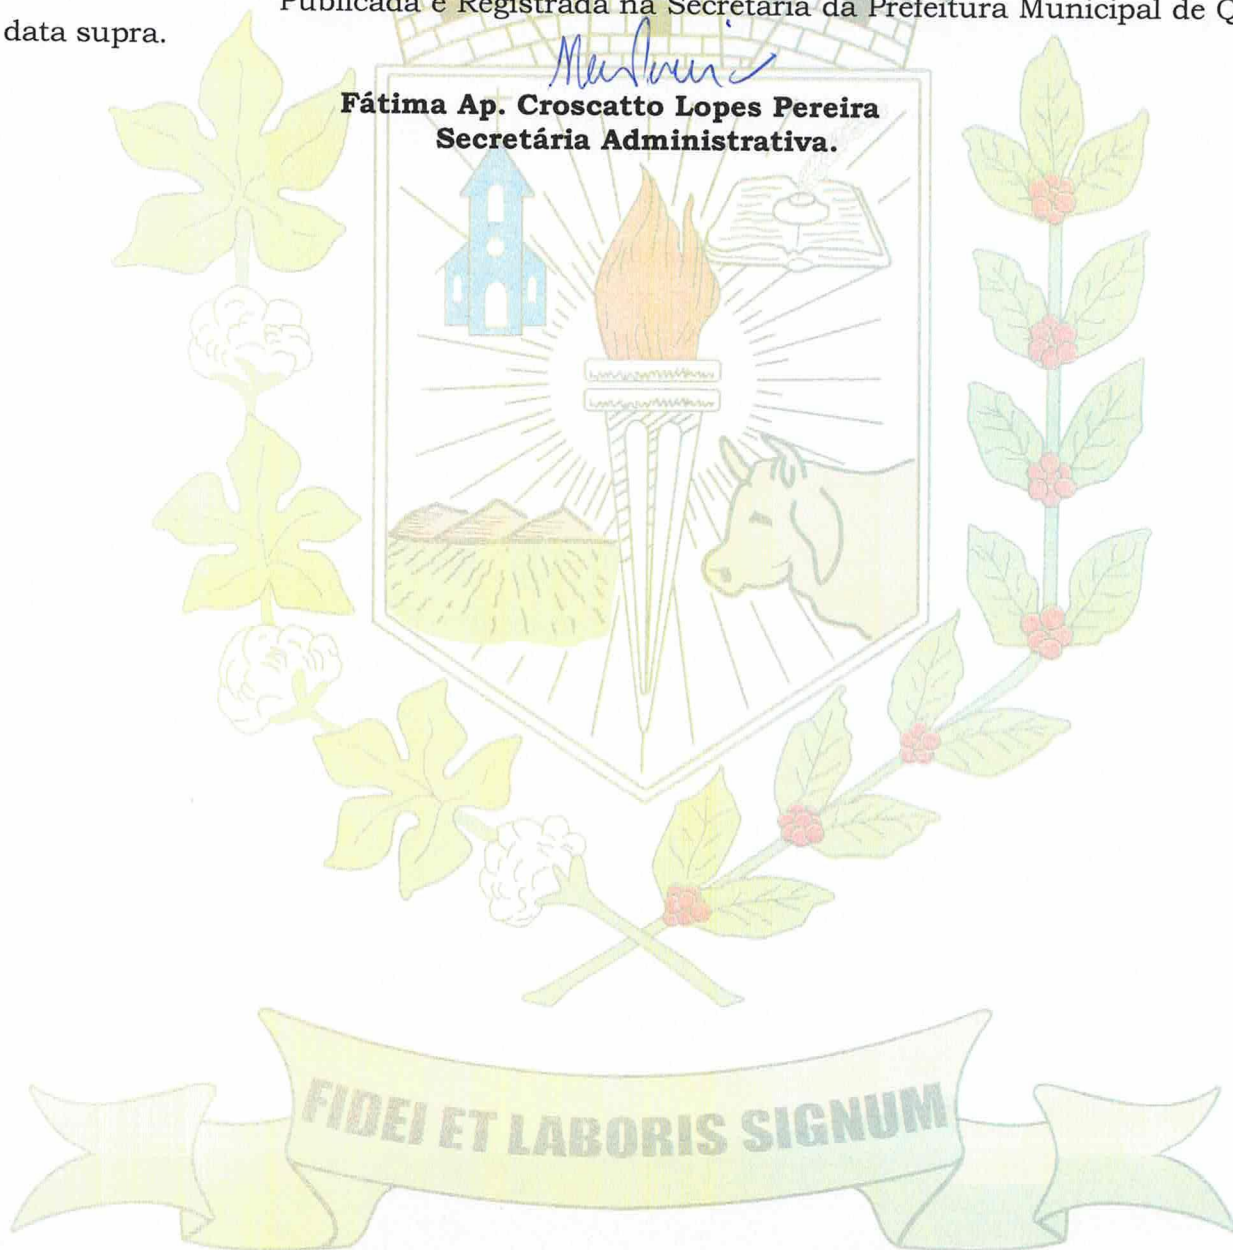 Publicada e Registrada na Secretaria da Prefeitura Municipal de
data supra.
Fátima Ap. Croscatto Lopes Pereira
Secretária Administrativa.
FIDEI ET LABORIS SIGNUM